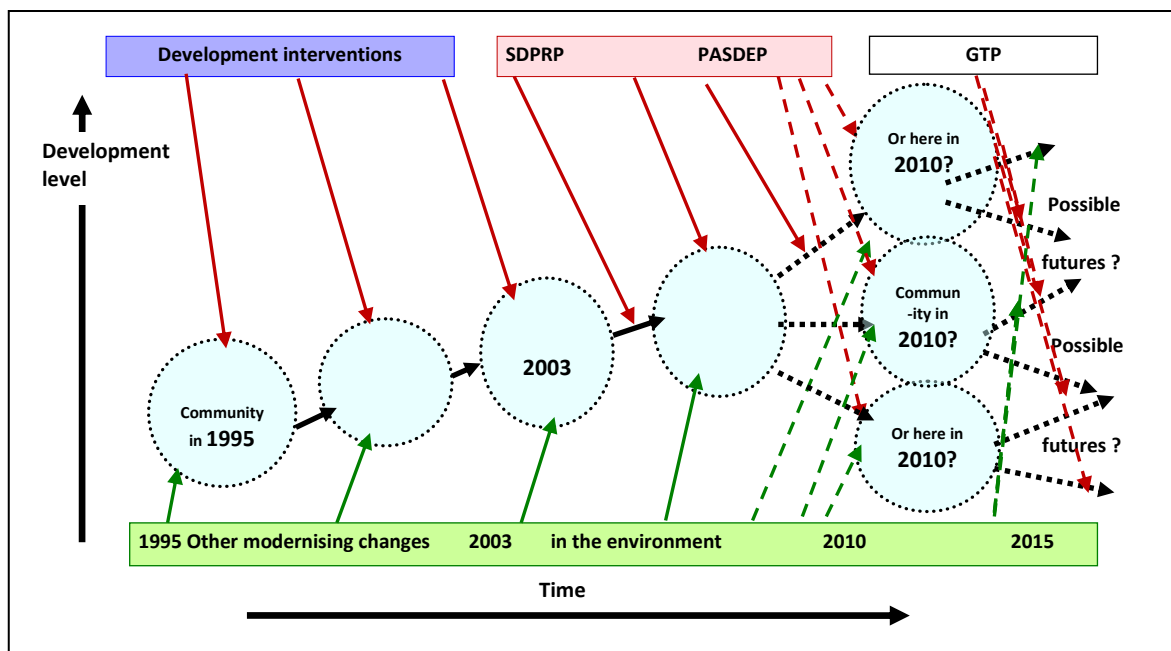 Development interventions
SDPRP PASDEP
GTP
Development
level
Or here in
2010?
Possible
futures ?
Commun
-ity in
2010?
Possible
2003
Community
in 1995
Or here in
2010?
futures ?
1995 Other modernising changes 2003 in the environment 2010 2015
Time